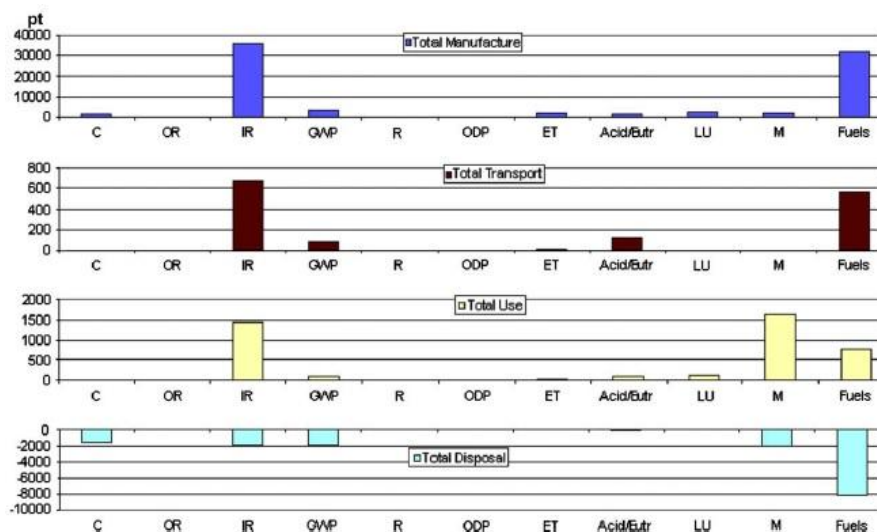 pt
Total Manufacture
40000
30000
20000
10000
0
C OR IR GWP R ODP ET Acid/Eutr LU M Fuels
Total Transport
800
600
400
200
0
C OR IR GWP R ODP ET Acid/Eutr LU M Fuels
Total Use
2000
1500
1000
500
0
C OR IR GWP R ODP ET Acid/Eutr LU M Fuels
0
-2000
-4000
Total Disposal
-6000
-8000
-10000
C OR IR GWP R ODP ET Acid/Eutr LU M Fuels